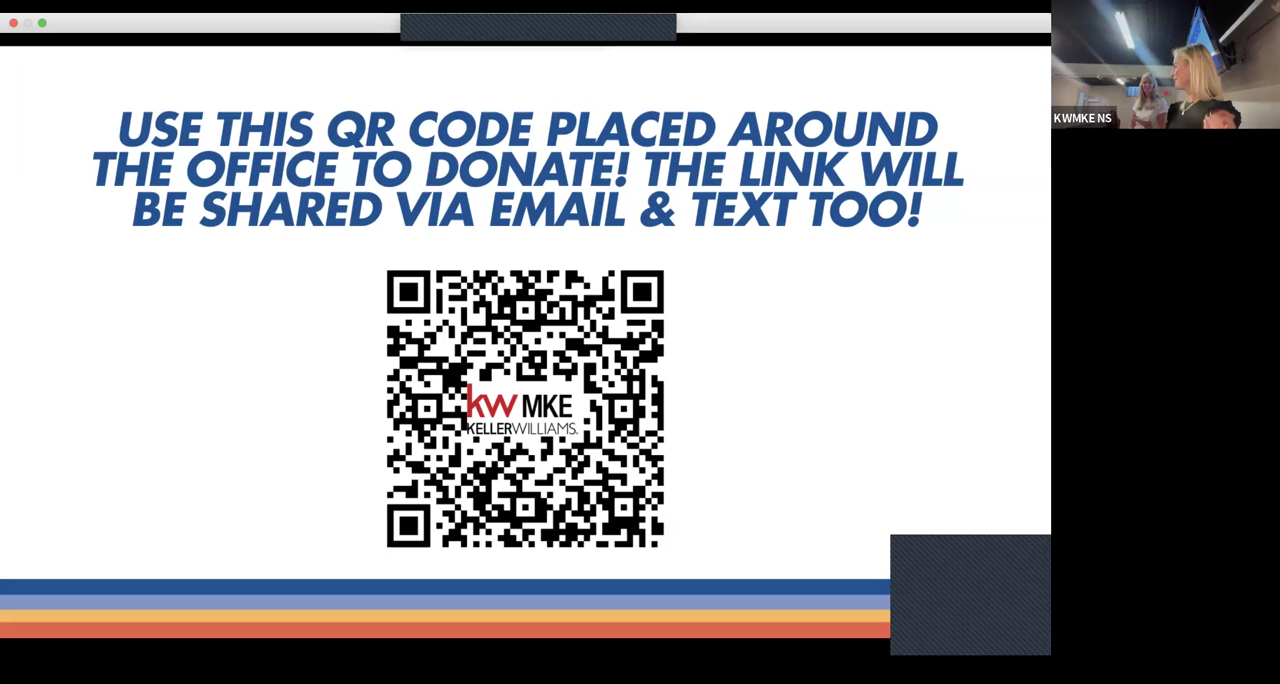 USE THIS QR CODE PLACED AROUND
THE OFFICE TO DONATE! THE LINK WILL
BE SHARED VIA EMAIL & TEXT TOO!
kw MKE
KELLERWILLIAMS.
KWMKE NS